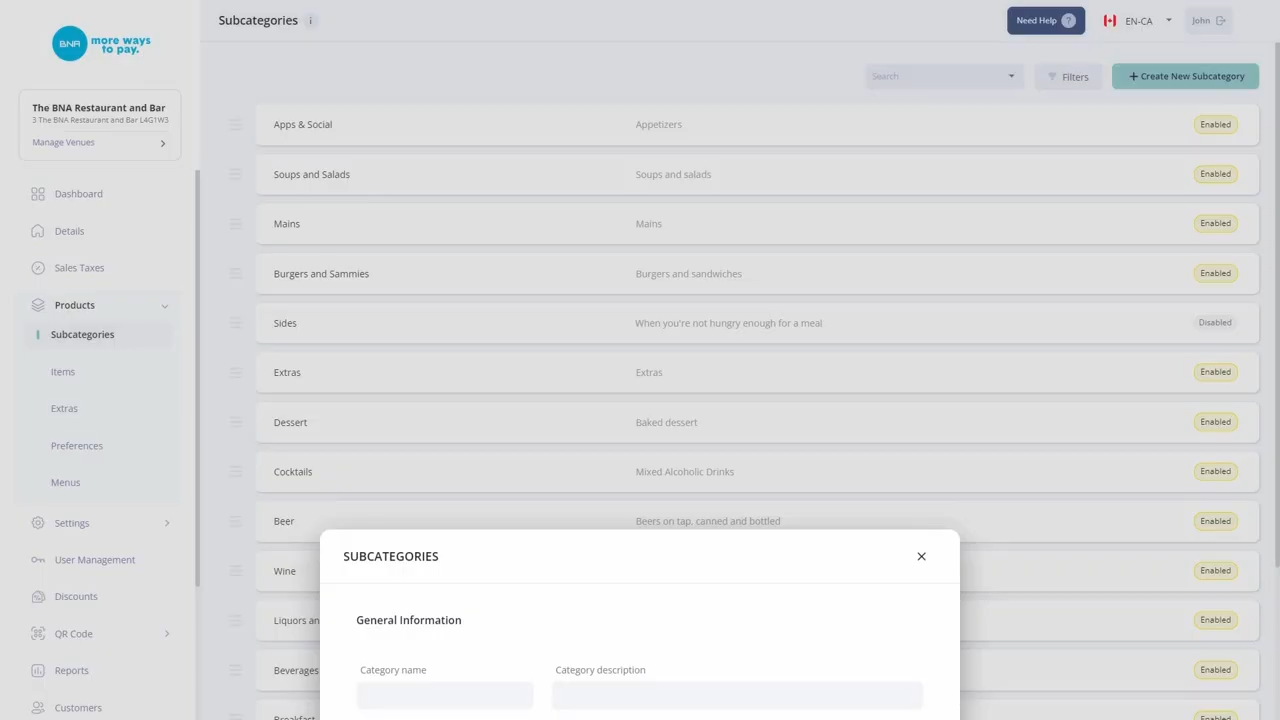 Subcategories i
Need Help ?
EN-CA
John
BNA more ways to pay.
The BNA Restaurant and Bar
3 The BNA Restaurant and Bar L4G1W3
Manage Venues
Dashboard
Details
Sales Taxes
Products
Subcategories
Items
Extras
Preferences
Menus
Settings
User Management
Discounts
QR Code
Reports
Customers
Search
Filters
+ Create New Subcategory
Apps & Social Appetizers Enabled
Soups and Salads Soups and salads Enabled
Mains Mains Enabled
Burgers and Sammies Burgers and sandwiches Enabled
Sides When you're not hungry enough for a meal Disabled
Extras Extras Enabled
Dessert Baked dessert Enabled
Cocktails Mixed Alcoholic Drinks Enabled
Beer Beers on tap, canned and bottled Enabled
Wine Enabled
Liquors an Enabled
Beverages Enabled
Breakfast Enabled
SUBCATEGORIES
General Information
Category name
Category description